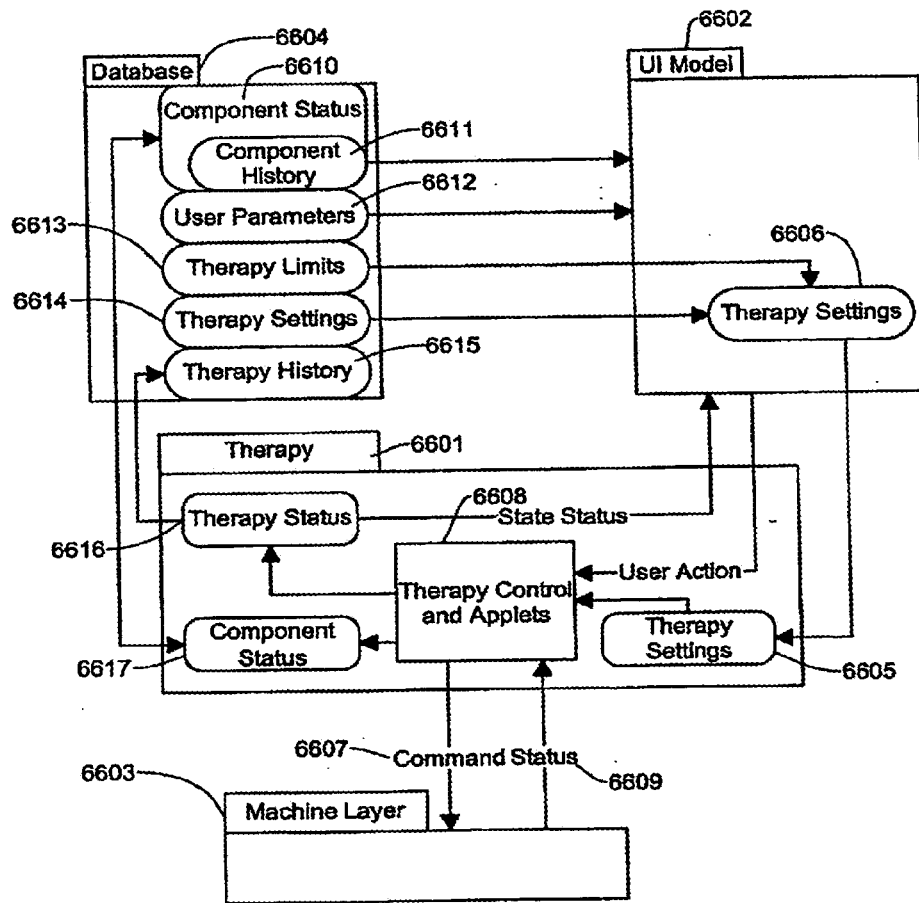 6604
6602
Database
6610
UI Model
Component Status
6611
Component
History
6612
User Parameters
6613
6606
Therapy Limits
6614
Therapy Settings
Therapy Settings
6615
Therapy History
6601
Therapy
6608
Therapy Status
State Status
6616
User Action
Therapy Control
and Applets
Component
Status
Therapy
Settings
6617
6605
6607
Command Status
6609
6603
Machine Layer